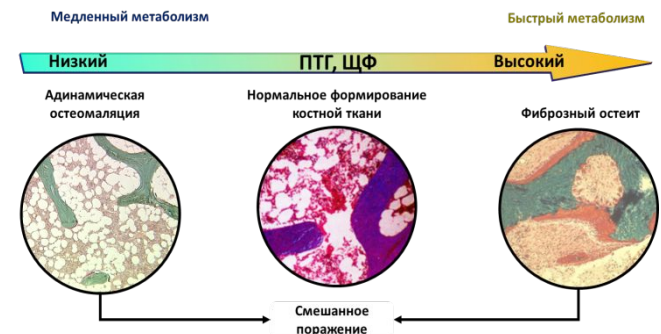 Медленный метаболизм
Быстрый метаболизм
Низкий
ПТГ, ЩФ
Высокий
Адинамическая
остеомаляция
Нормальное формирование
костной ткани
Фиброзный остеит
Смешанное
поражение